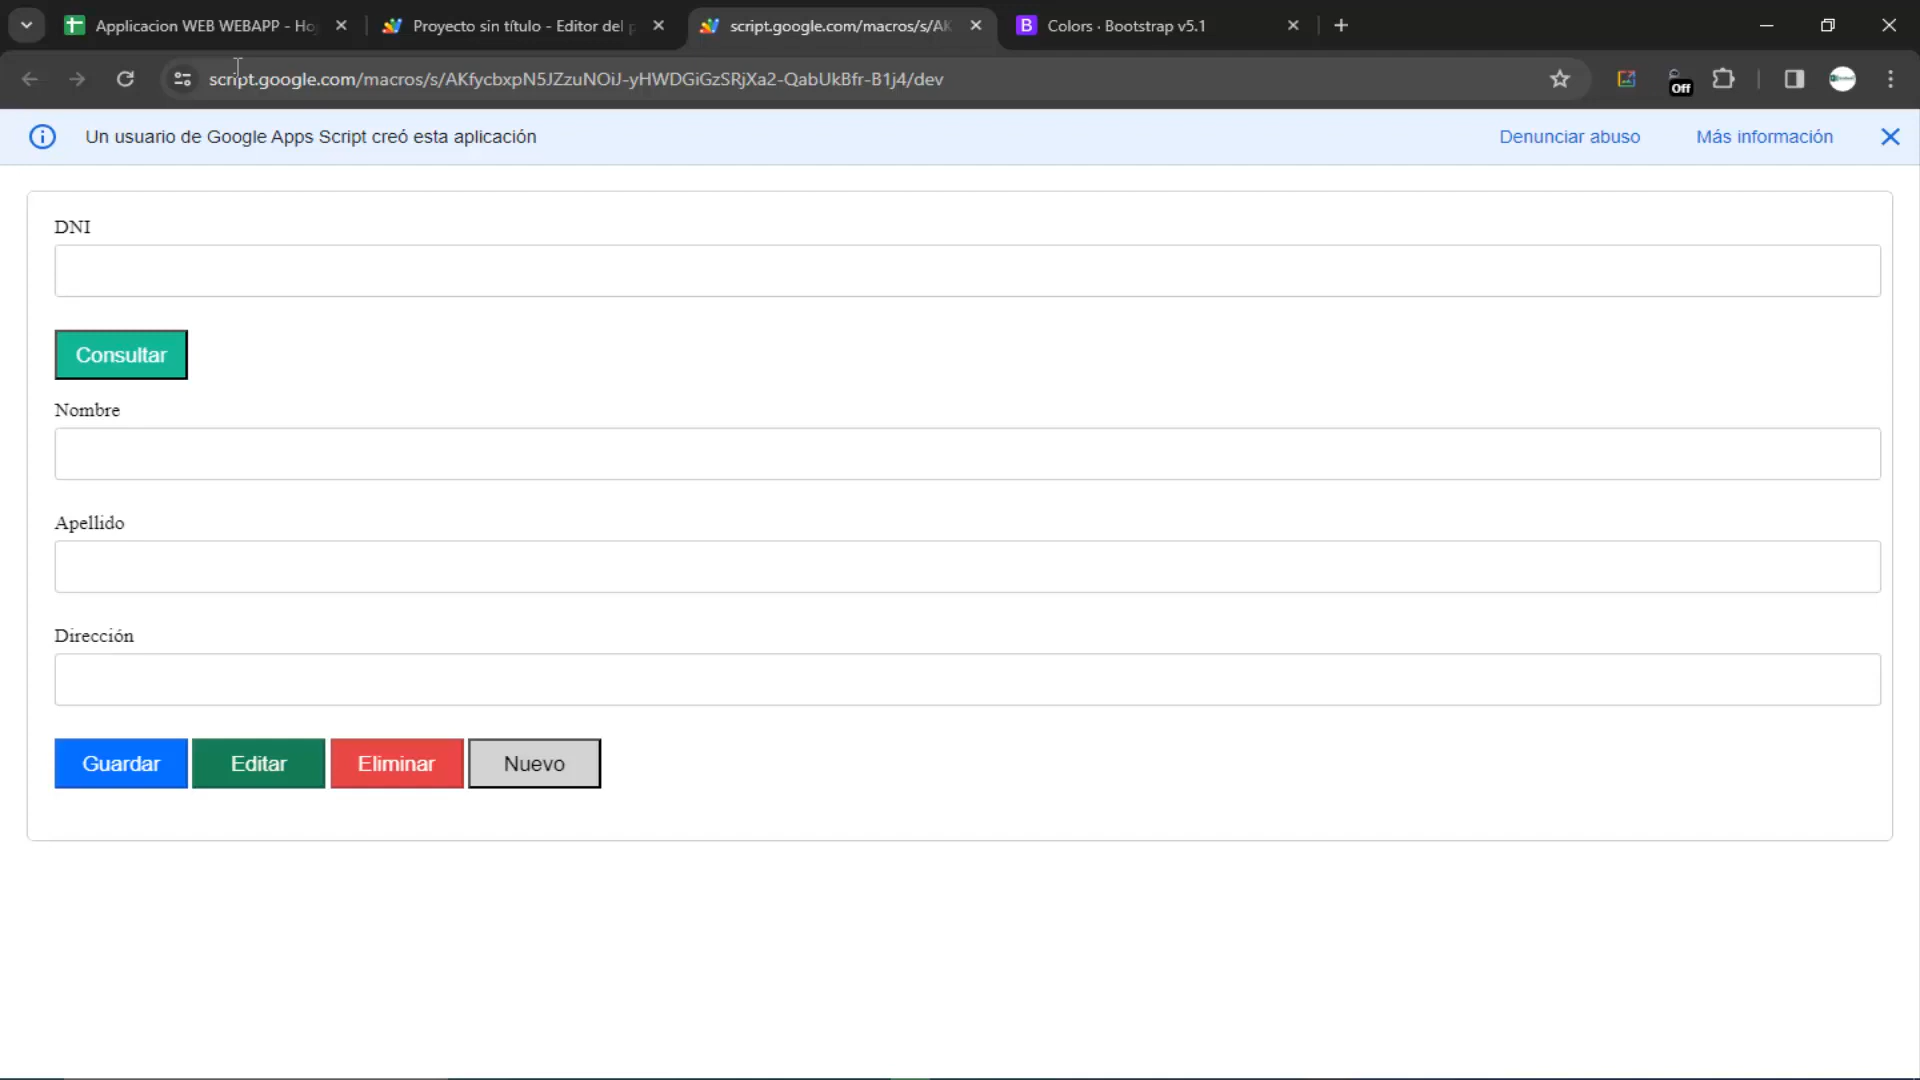 Applicacion WEB WEBAPP - Ho
Proyecto sin título - Editor del p
script.google.com/macros/s/AK
B Colors · Bootstrap v5.1
script.google.com/macros/s/AKfycbxpN5JZzuNOiJ-yHWDGiGzSRjXa2-QabUkBfr-B1j4/dev
Off
Un usuario de Google Apps Script creó esta aplicación
Denunciar abuso
Más información
DNI
Consultar
Nombre
Apellido
Dirección
Guardar
Editar
Eliminar
Nuevo